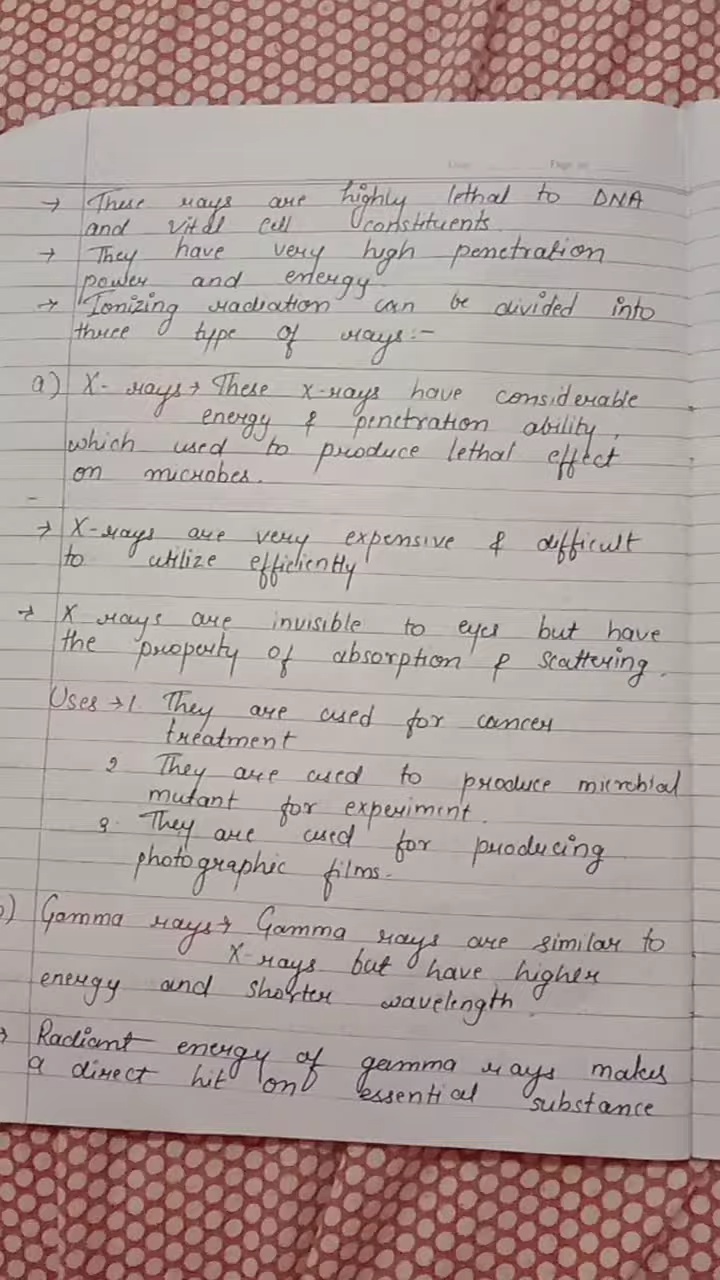 → These rays are highly lethal to DNA
and vital cell constituents.
→ They have very high penetration
power and energy.
→ Ionizing radiation can be divided into
three type of rays:-
a) X-rays → These x-rays have considerable
energy & penetration ability,
which used to produce lethal effect
on microbes.
→ X-rays are very expensive & difficult
to utilize efficiently
→ X rays are invisible to eyes but have
the property of absorption & scattering.
Uses → 1. They are used for cancer
treatment
2 They are used to produce microbial
mutant for experiment.
3. They are used for producing
photographic films.
b) Gamma rays → Gamma rays are similar to
X-rays but have higher
energy and shorter wavelength.
→ Radiant energy of gamma rays makes
a direct hit on essential substance